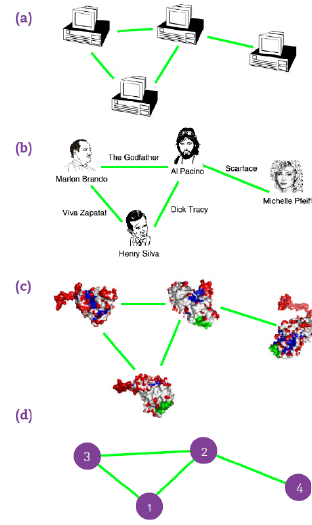 (a)
(b)
The Godfather
Marlon Brando
Al Pacino
Scarface
Michelle Pfeif
Viva Zapata!
Dick Tracy
Henry Silva
(c)
(d)
3
2
1
4